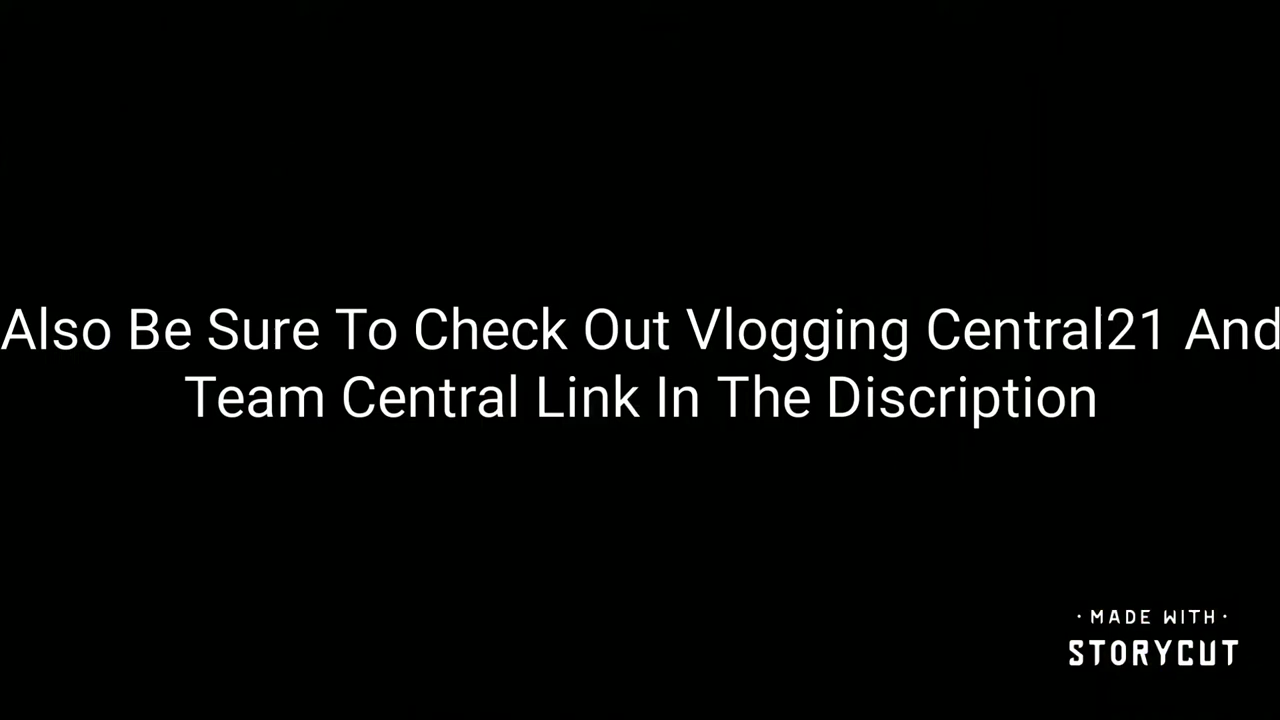 Also Be Sure To Check Out Vlogging Central21 And
Team Central Link In The Discription
· MADE WITH ·
STORYCUT